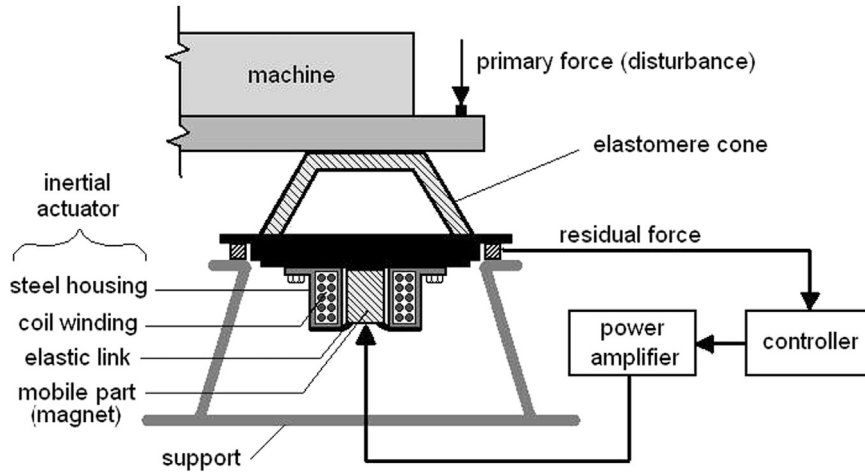 machine
primary force (disturbance)
elastomere cone
inertial
actuator
residual force
steel housing
coil winding
elastic link
mobile part
(magnet)
power
amplifier
controller
support